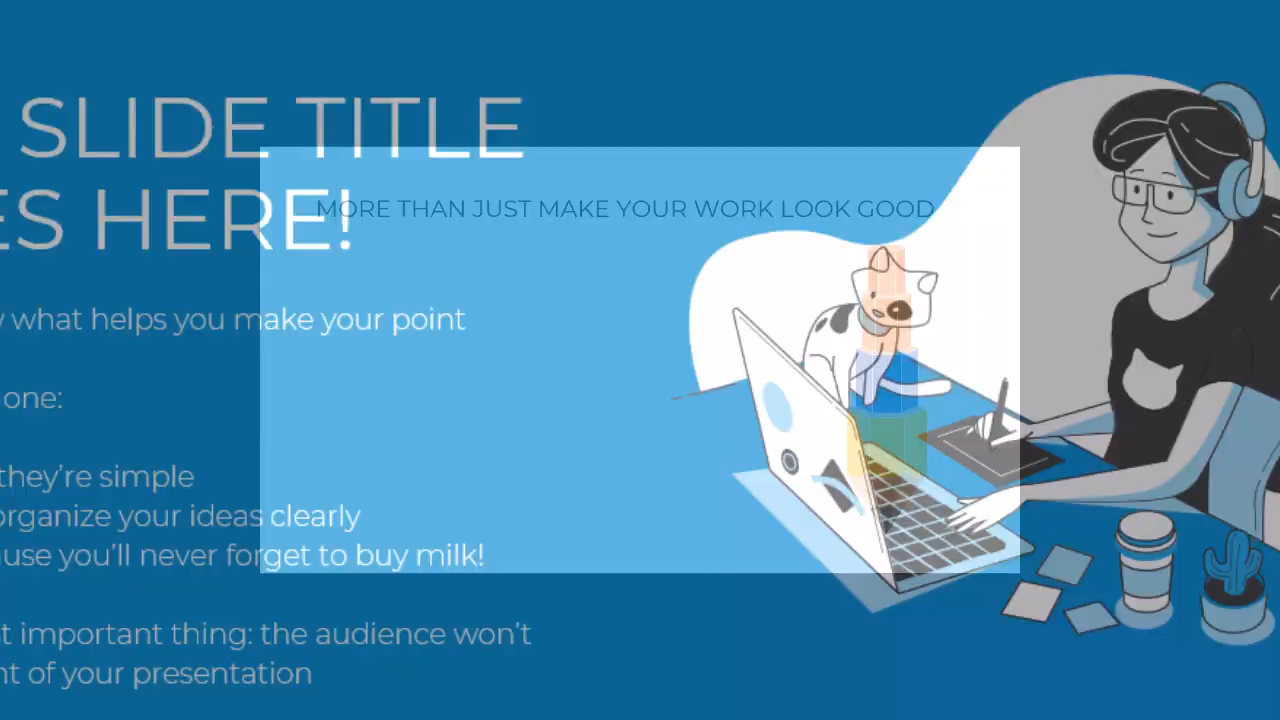 SLIDE TITLE
ES HERE!
MORE THAN JUST MAKE YOUR WORK LOOK GOOD
what helps you make your point
one:
they're simple
organize your ideas clearly
use you'll never forget to buy milk!
t important thing: the audience won't
nt of your presentation